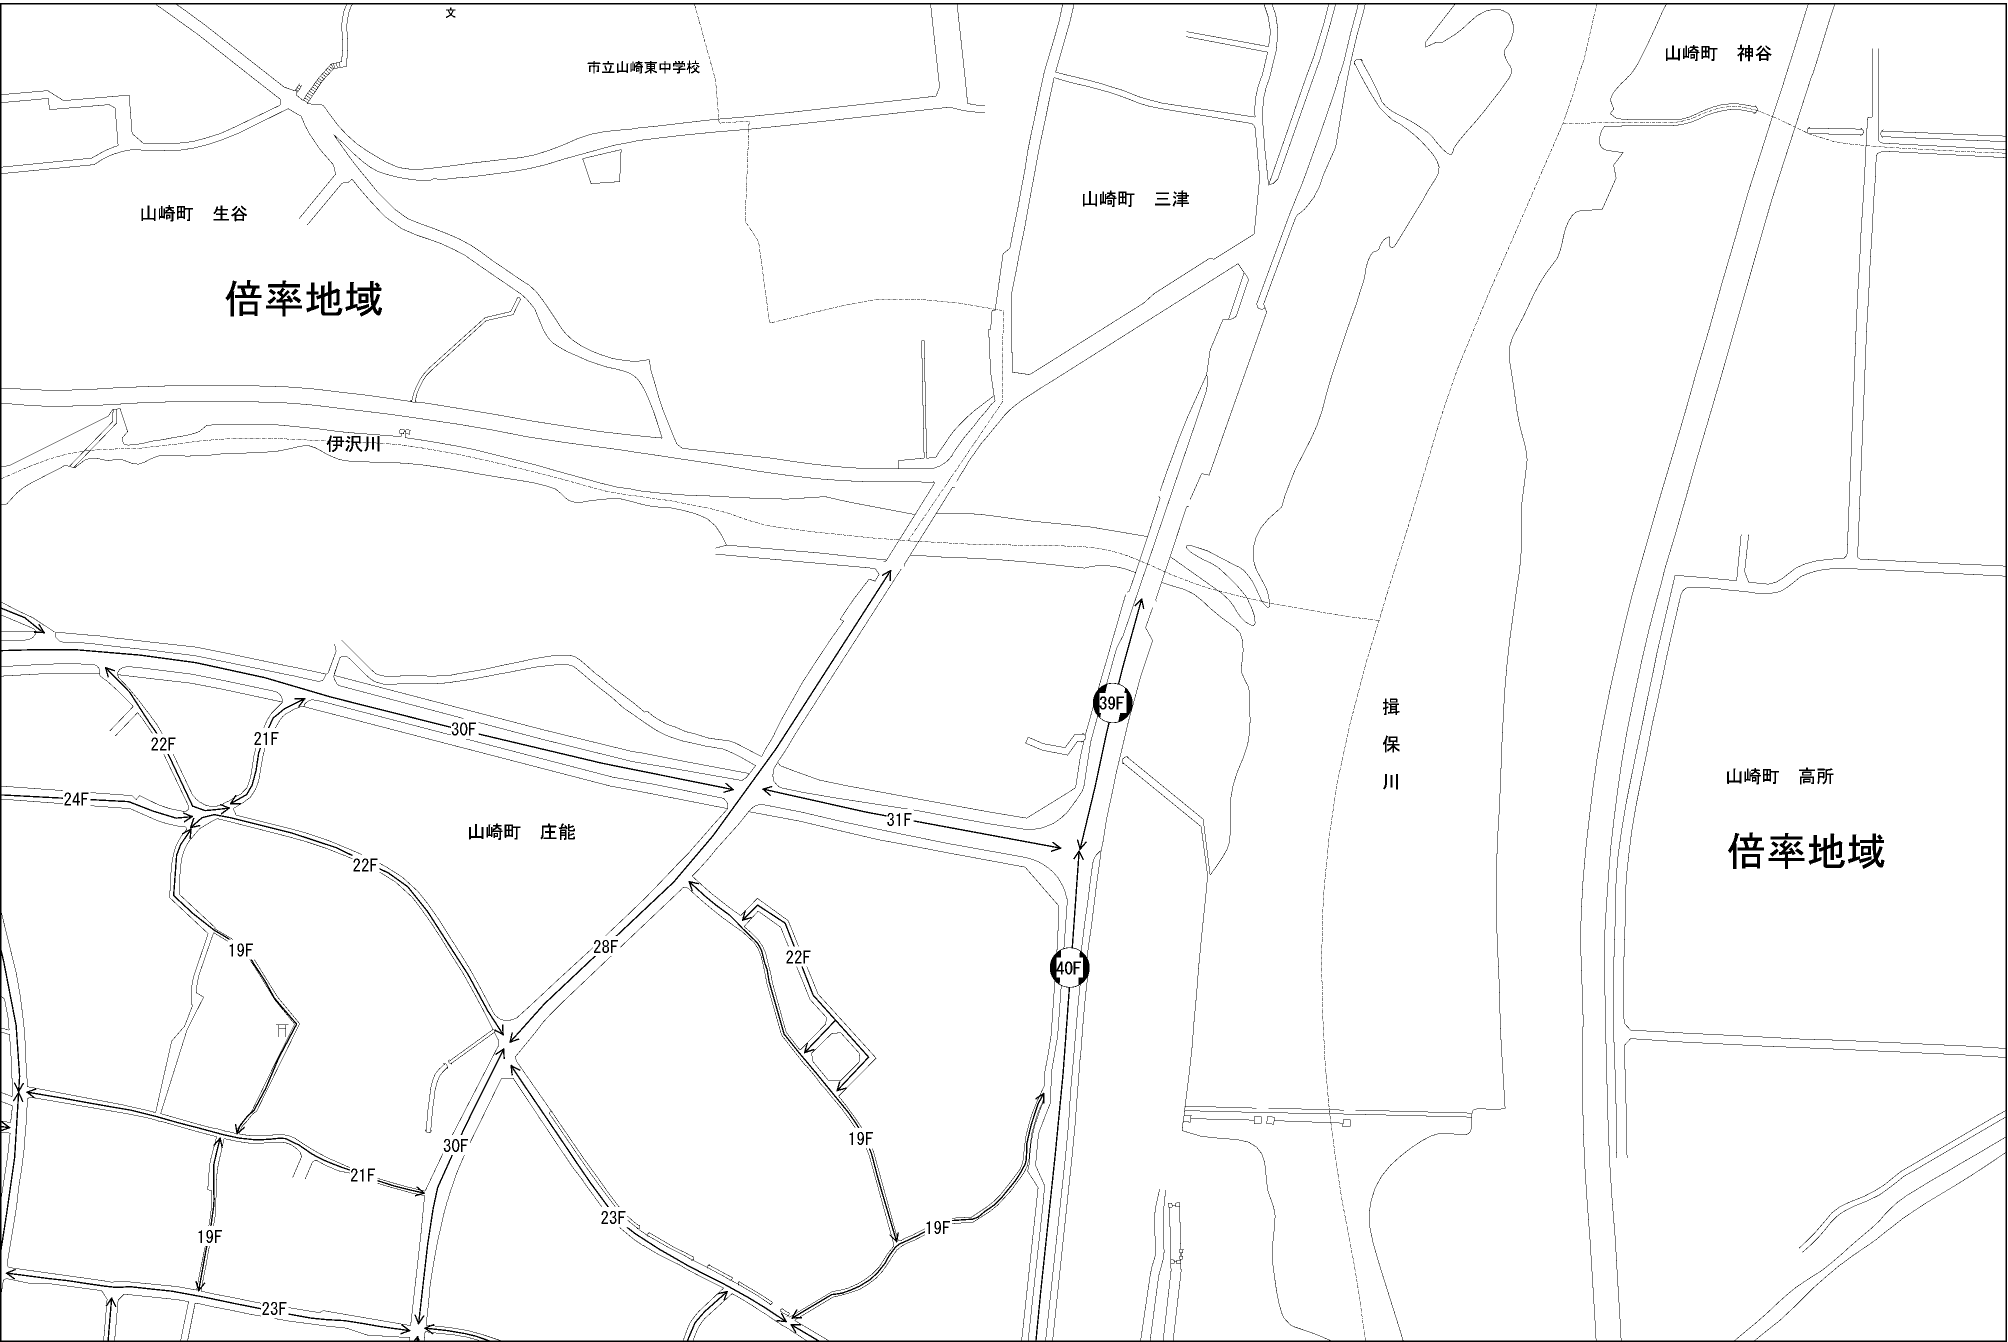 文
市立山崎東中学校
山崎町　神谷
山崎町　三津
山崎町　生谷
倍率地域
伊沢川
39F
揖保川
30F
22F
21F
山崎町　高所
24F
31F
山崎町　庄能
倍率地域
22F
28F
19F
22F
40F
19F
30F
21F
23F
19F
19F
23F